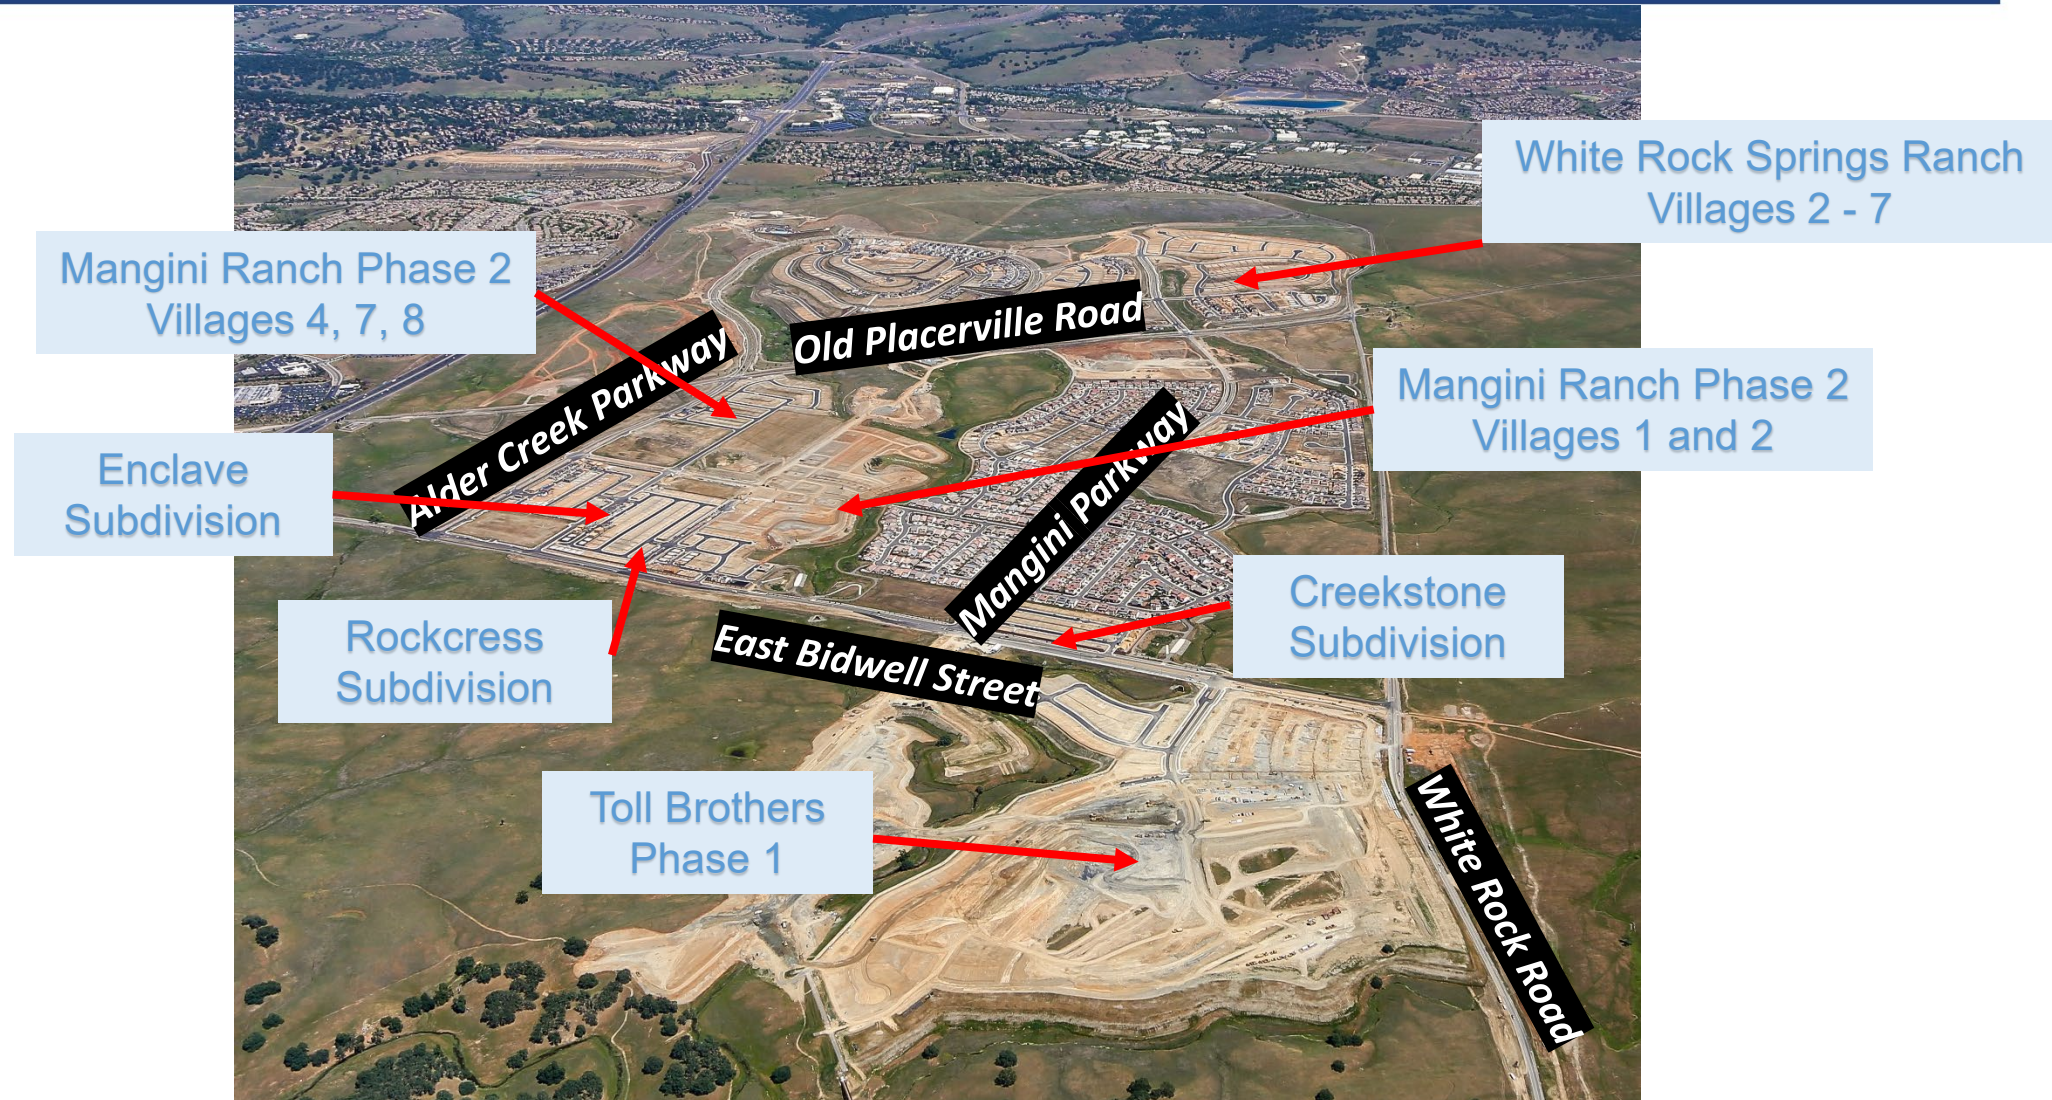 White Rock Springs Ranch
Villages 2 - 7
Mangini Ranch Phase 2
Villages 4, 7, 8
Old Placerville Road
Alder Creek Parkway
Mangini Ranch Phase 2
Villages 1 and 2
Mangini Parkway
Enclave
Subdivision
Creekstone
Subdivision
Rockcress
Subdivision
East Bidwell Street
Toll Brothers
Phase 1
White Rock Road